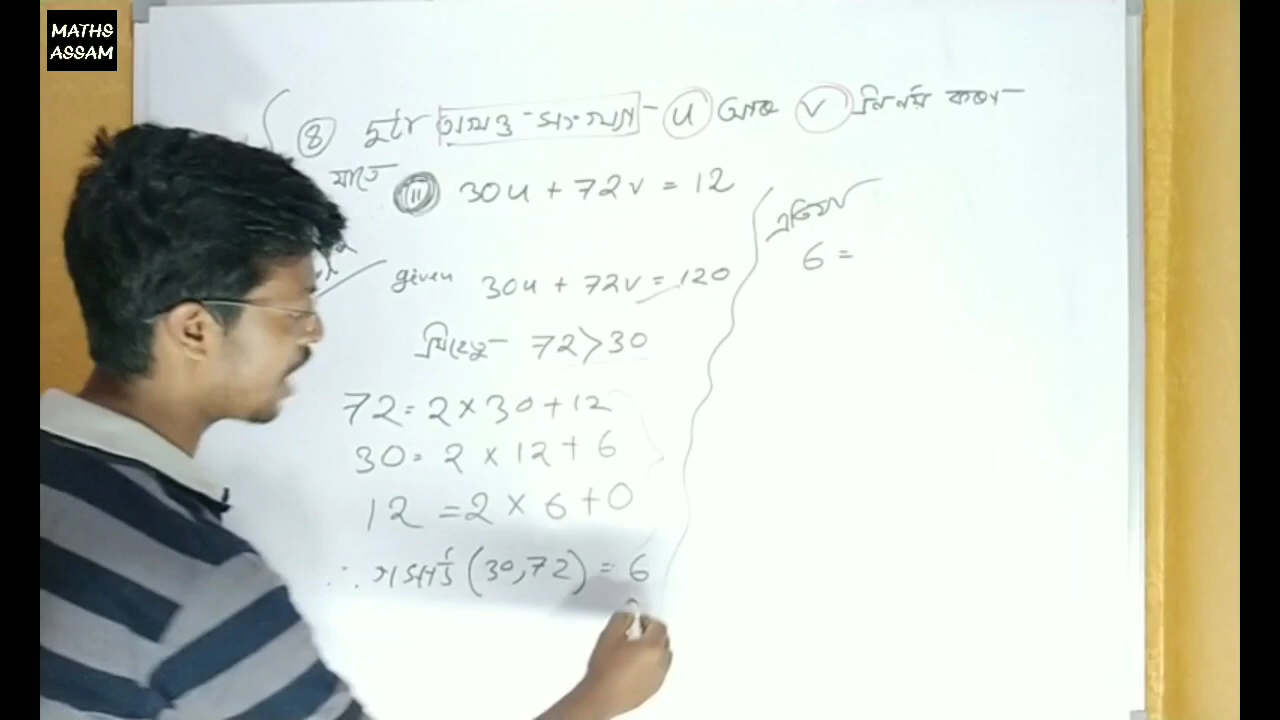 MATHS
ASSAM
8 দুটা অখণ্ড সংখ্যা u আৰু v নিৰ্ণয় কৰা
যাতে (ii) 30u + 72v = 12
given 30u + 72v = 120
যিহেতু 72>30
72 = 2 × 30 + 12
30 = 2 × 12 + 6
12 = 2 × 6 + 0
∴ গসাউ (30,72) = 6
এতিয়া
6 =